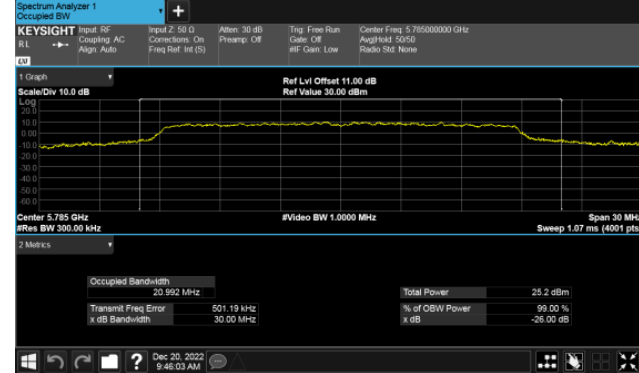 Spectrum Analyzer 1
Occupied BW
+
KEYSIGHT Input: RF Input Z: 50 Ω Atten: 30 dB Trig: Free Run Center Freq: 5.785000000 GHz
RL Coupling: AC Corrections: On Preamp: Off Gate: Off Avg|Hold: 50/50
Align: Auto Freq Ref: Int (S) #IF Gain: Low Radio Std: None
LXI
1 Graph Ref Lvl Offset 11.00 dB
Scale/Div 10.0 dB Ref Value 30.00 dBm
Log
20.0
10.0
0.00
-10.0
-20.0
-30.0
-40.0
-50.0
-60.0
Center 5.785 GHz #Video BW 1.0000 MHz Span 30 MHz
#Res BW 300.00 kHz Sweep 1.07 ms (4001 pts
2 Metrics
Occupied Bandwidth
20.992 MHz Total Power 25.2 dBm
Transmit Freq Error 501.19 kHz % of OBW Power 99.00 %
x dB Bandwidth 30.00 MHz x dB -26.00 dB
? Dec 20, 2022
9:46:03 AM